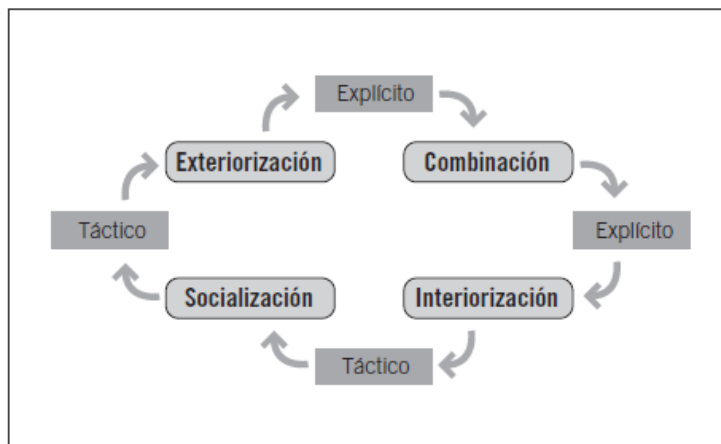 Explícito
Exteriorización
Combinación
Táctico
Explícito
Socialización
Interiorización
Táctico